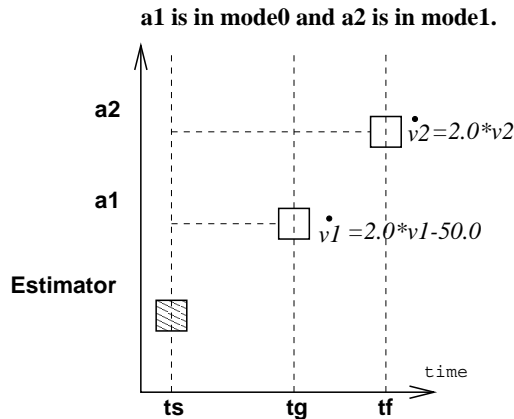 a1 is in mode0 and a2 is in mode1.
a2
v̇2=2.0*v2
a1
v̇1=2.0*v1-50.0
Estimator
time
ts tg tf